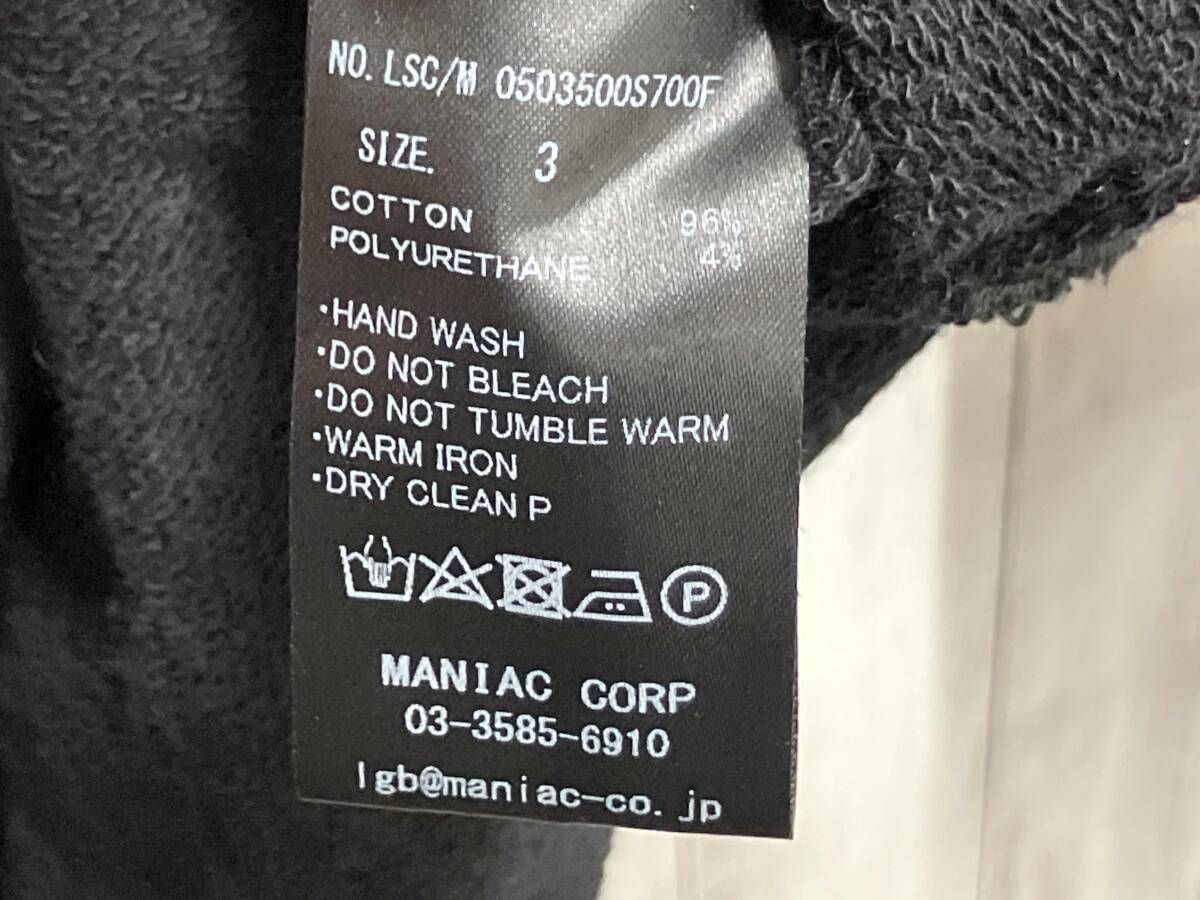 NO. LSC/M 0503500S700F
SIZE. 3
COTTON 96%
POLYURETHANE 4%
・HAND WASH
・DO NOT BLEACH
・DO NOT TUMBLE WARM
・WARM IRON
・DRY CLEAN P
P
MANIAC CORP
03-3585-6910
lgb@maniac-co.jp